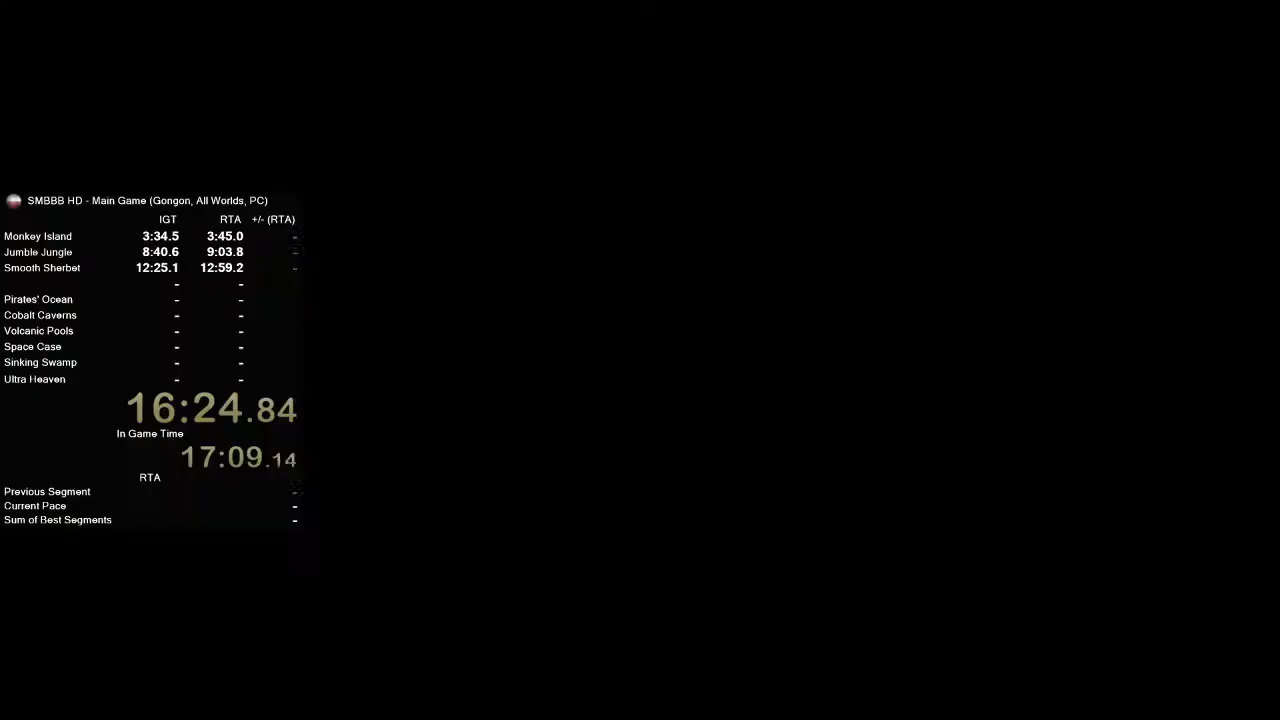 SMBBB HD - Main Game (Gongon, All Worlds, PC)
IGT RTA +/- (RTA)
Monkey Island 3:34.5 3:45.0 -
Jumble Jungle 8:40.6 9:03.8 -
Smooth Sherbet 12:25.1 12:59.2 -
- -
Pirates' Ocean - -
Cobalt Caverns - -
Volcanic Pools - -
Space Case - -
Sinking Swamp - -
Ultra Heaven - -
16:24.84
In Game Time
17:09.14
RTA
Previous Segment -
Current Pace -
Sum of Best Segments -